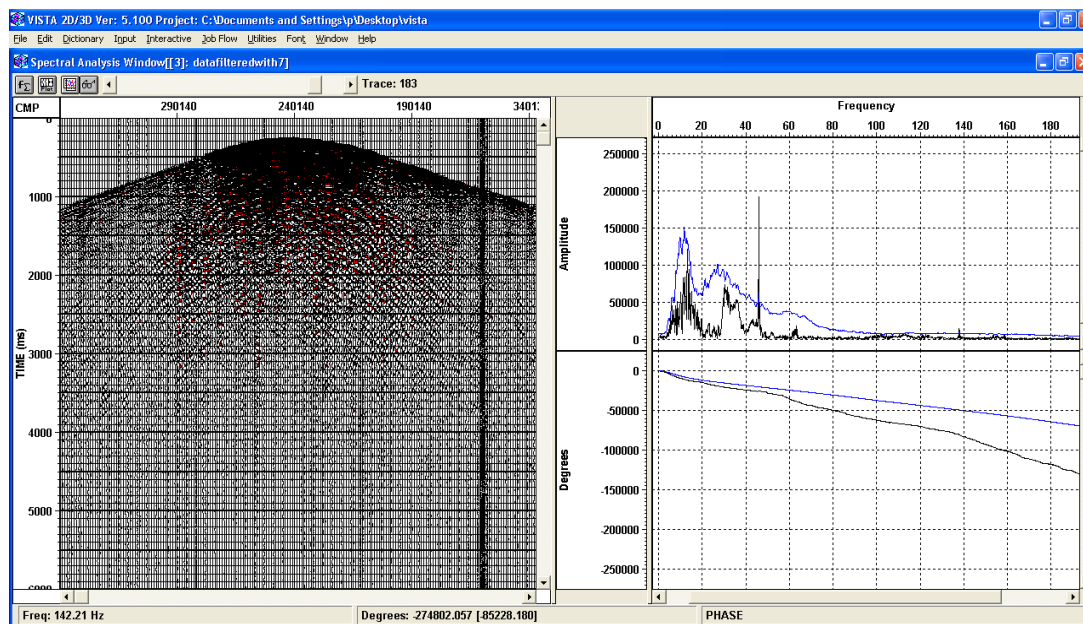 VISTA 2D/3D Ver: 5.100 Project: C:\Documents and Settings\p\Desktop\vista
File Edit Dictionary Input Interactive Job Flow Utilities Font Window Help
Spectral Analysis Window[[3]: datafilteredwith7]
Trace: 183
CMP 290140 240140 190140
TIME (ms)
0
1000
2000
3000
4000
5000
6000
Frequency
0 20 40 60 80 100 120 140 160 180
Amplitude
250000
200000
150000
100000
50000
0
Degrees
0
-50000
-100000
-150000
-200000
-250000
Freq: 142.21 Hz Degrees: -274802.057 [-85228.180] PHASE